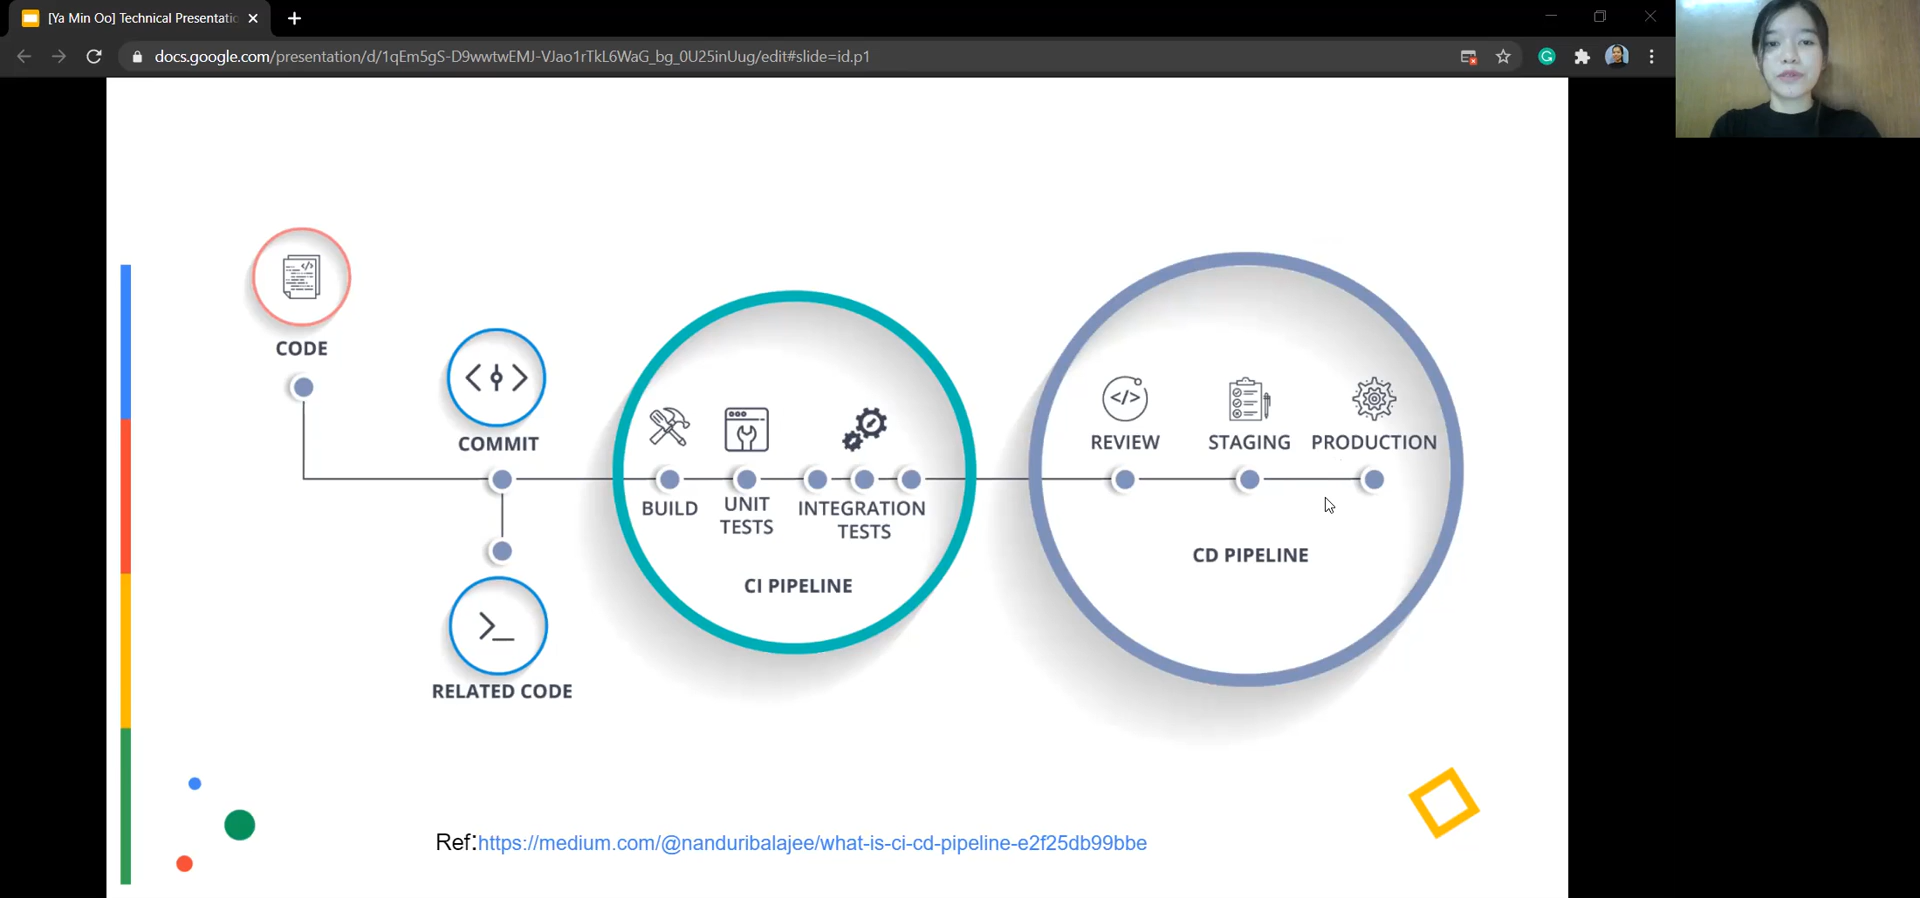 [Ya Min Oo] Technical Presentatio
docs.google.com/presentation/d/1qEm5gS-D9wwtwEMJ-VJao1rTkL6WaG_bg_0U25inUug/edit#slide=id.p1
CODE
COMMIT
RELATED CODE
BUILD
UNIT
TESTS
INTEGRATION
TESTS
CI PIPELINE
REVIEW
STAGING
PRODUCTION
CD PIPELINE
Ref:https://medium.com/@nanduribalajee/what-is-ci-cd-pipeline-e2f25db99bbe